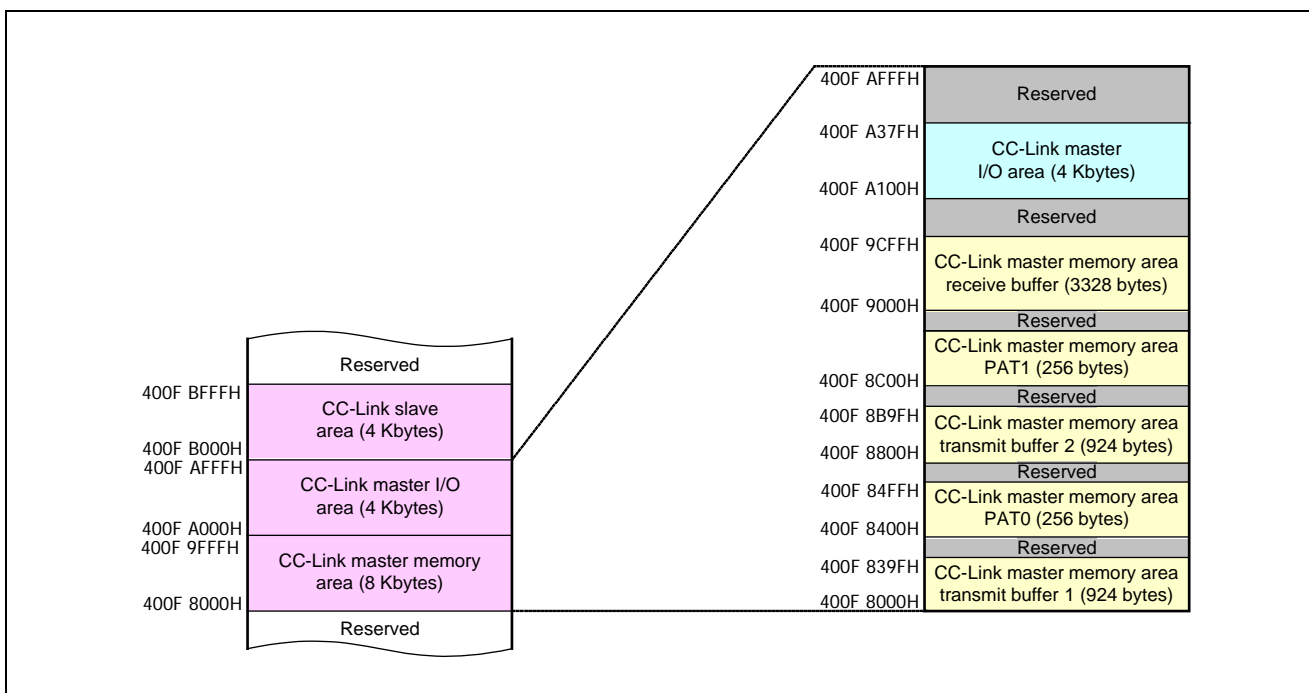 400F AFFFH
Reserved
400F A37FH
CC-Link master
I/O area (4 Kbytes)
400F A100H
Reserved
400F 9CFFH
CC-Link master memory area
receive buffer (3328 bytes)
400F 9000H
Reserved
CC-Link master memory area
PAT1 (256 bytes)
400F 8C00H
Reserved
400F 8B9FH
CC-Link master memory area
transmit buffer 2 (924 bytes)
400F 8800H
Reserved
400F 84FFH
CC-Link master memory area
PAT0 (256 bytes)
400F 8400H
Reserved
400F 839FH
CC-Link master memory area
transmit buffer 1 (924 bytes)
400F 8000H
Reserved
400F BFFFH
CC-Link slave
area (4 Kbytes)
400F B000H
400F AFFFH
CC-Link master I/O
area (4 Kbytes)
400F A000H
400F 9FFFH
CC-Link master memory
area (8 Kbytes)
400F 8000H
Reserved